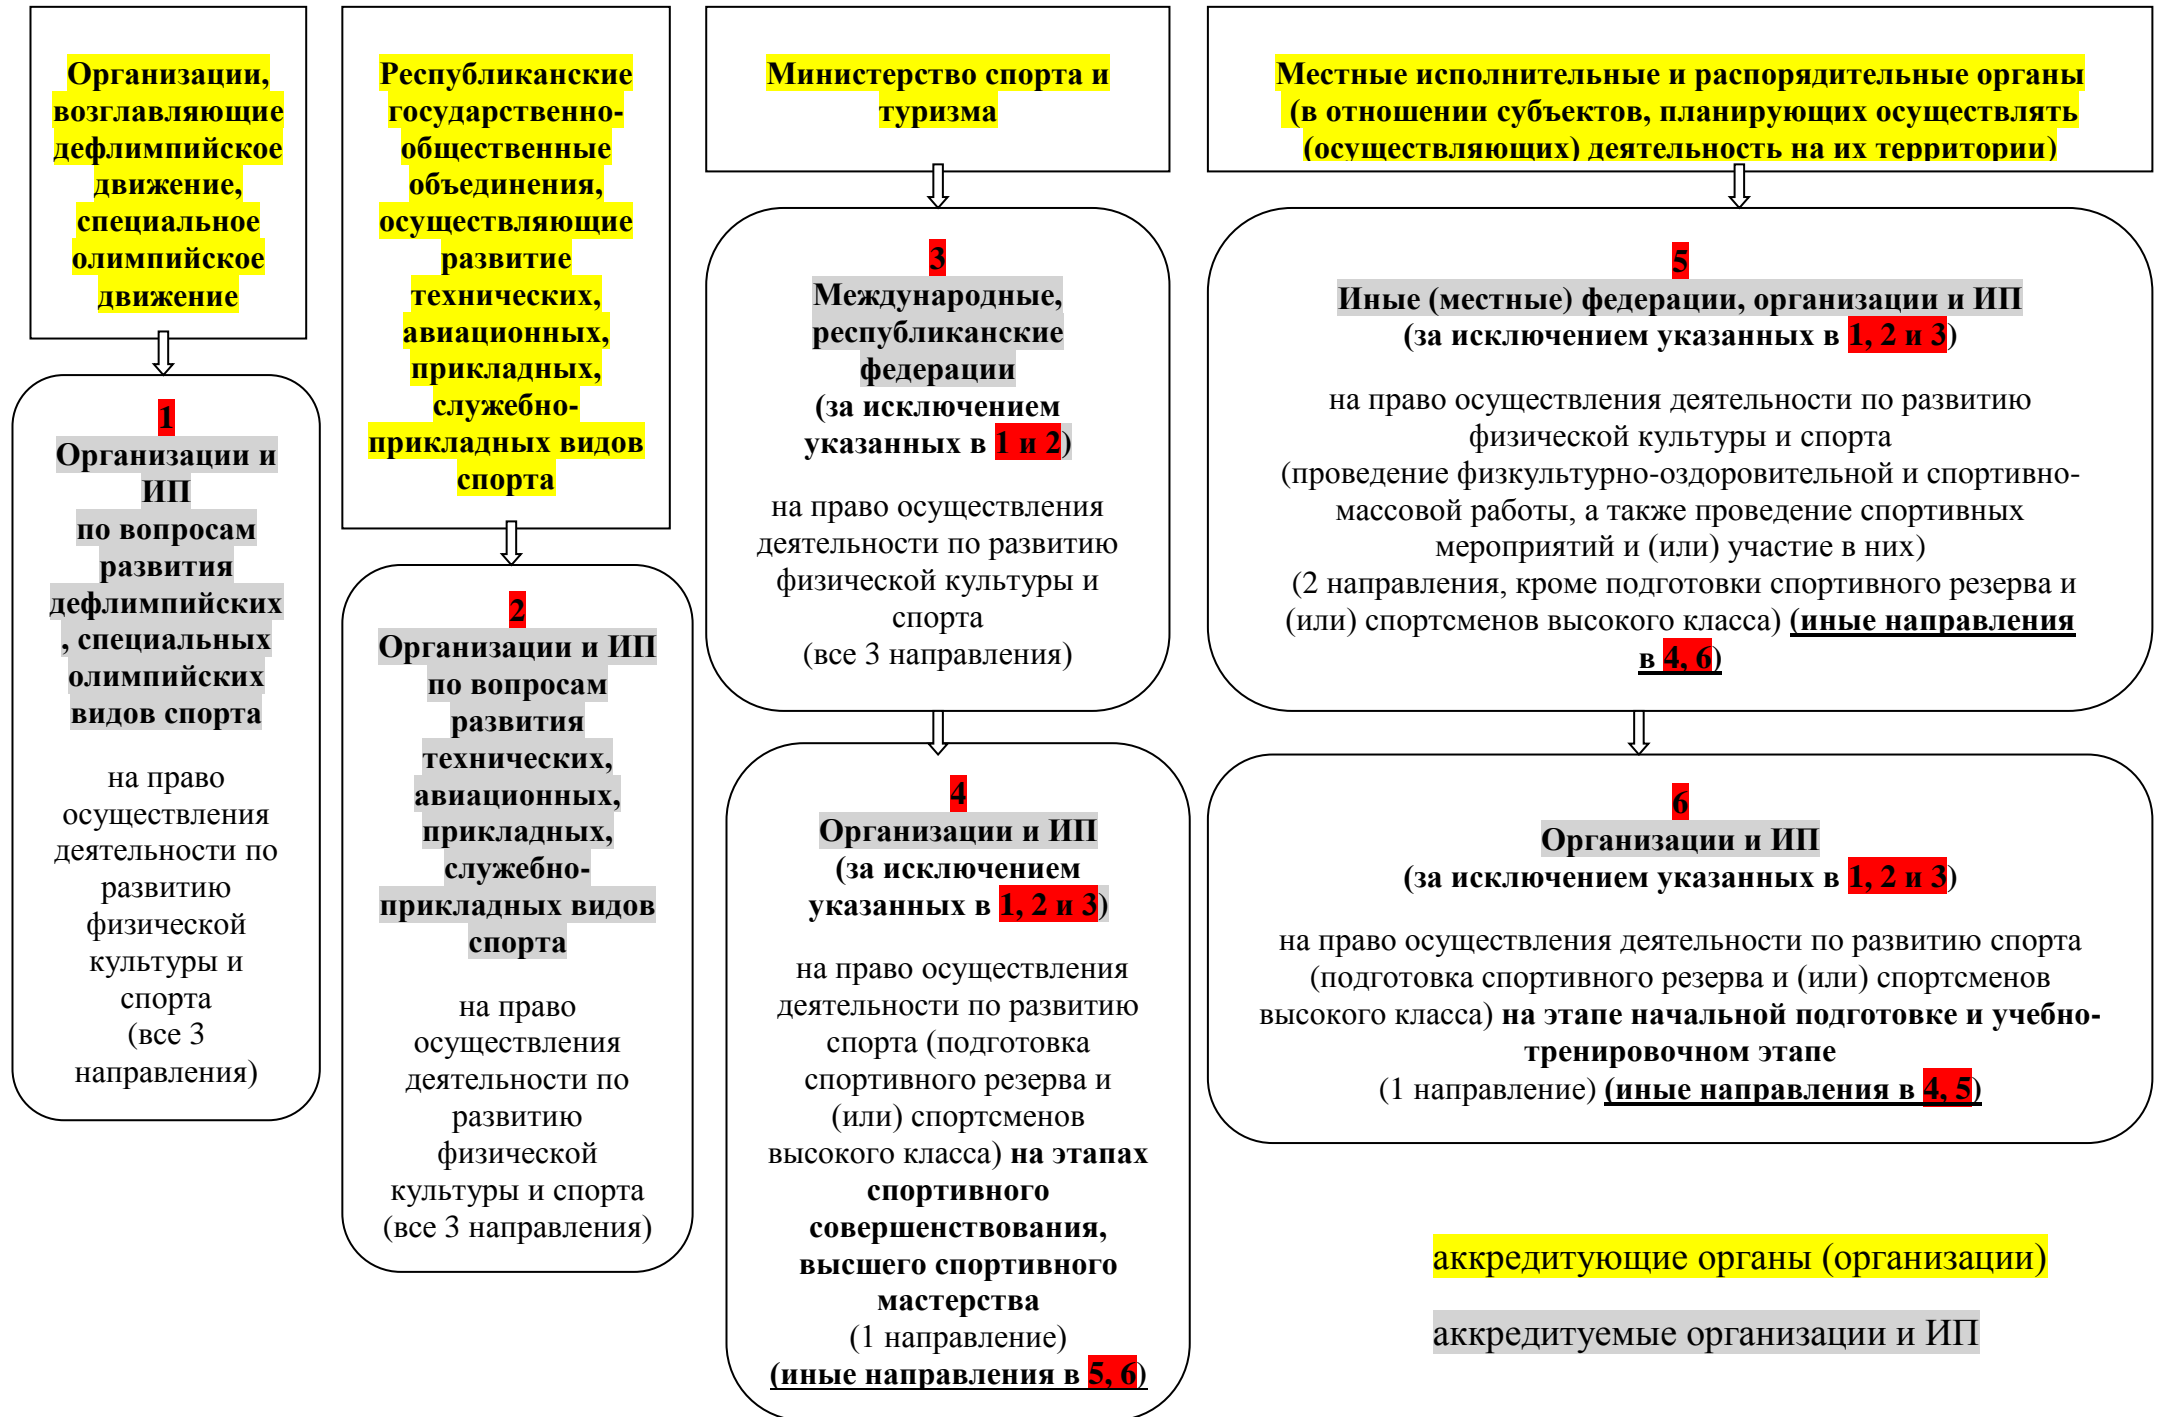 Организации,
возглавляющие
дефлимпийское
движение,
специальное
олимпийское
движение
1
Организации и
ИП
по вопросам
развития
дефлимпийских
, специальных
олимпийских
видов спорта
на право
осуществления
деятельности по
развитию
физической
культуры и
спорта
(все 3
направления)
Республиканские
государственно-
общественные
объединения,
осуществляющие
развитие
технических,
авиационных,
прикладных,
служебно-
прикладных видов
спорта
2
Организации и ИП
по вопросам
развития
технических,
авиационных,
прикладных,
служебно-
прикладных видов
спорта
на право
осуществления
деятельности по
развитию
физической
культуры и спорта
(все 3 направления)
Министерство спорта и
туризма
3
Международные,
республиканские
федерации
(за исключением
указанных в 1 и 2)
на право осуществления
деятельности по развитию
физической культуры и
спорта
(все 3 направления)
4
Организации и ИП
(за исключением
указанных в 1, 2 и 3)
на право осуществления
деятельности по развитию
спорта (подготовка
спортивного резерва и
(или) спортсменов
высокого класса) на этапах
спортивного
совершенствования,
высшего спортивного
мастерства
(1 направление)
(иные направления в 5, 6)
Местные исполнительные и распорядительные органы
(в отношении субъектов, планирующих осуществлять
(осуществляющих) деятельность на их территории)
5
Иные (местные) федерации, организации и ИП
(за исключением указанных в 1, 2 и 3)
на право осуществления деятельности по развитию
физической культуры и спорта
(проведение физкультурно-оздоровительной и спортивно-
массовой работы, а также проведение спортивных
мероприятий и (или) участие в них)
(2 направления, кроме подготовки спортивного резерва и
(или) спортсменов высокого класса) (иные направления
в 4, 6)
6
Организации и ИП
(за исключением указанных в 1, 2 и 3)
на право осуществления деятельности по развитию спорта
(подготовка спортивного резерва и (или) спортсменов
высокого класса) на этапе начальной подготовке и учебно-
тренировочном этапе
(1 направление) (иные направления в 4, 5)
аккредитующие органы (организации)
аккредитуемые организации и ИП